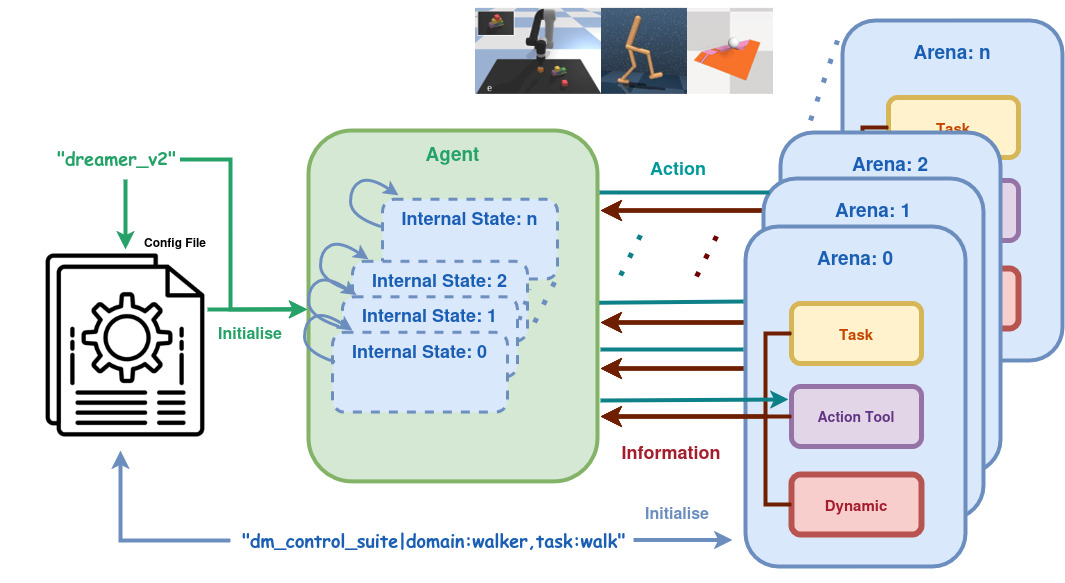 e
Arena: n
Task
"dreamer_v2"
Config File
Initialise
Agent
Internal State: n
Internal State: 2
Internal State: 1
Internal State: 0
Action
Information
Arena: 2
Arena: 1
Arena: 0
Task
Action Tool
Dynamic
Initialise
"dm_control_suite|domain:walker,task:walk"